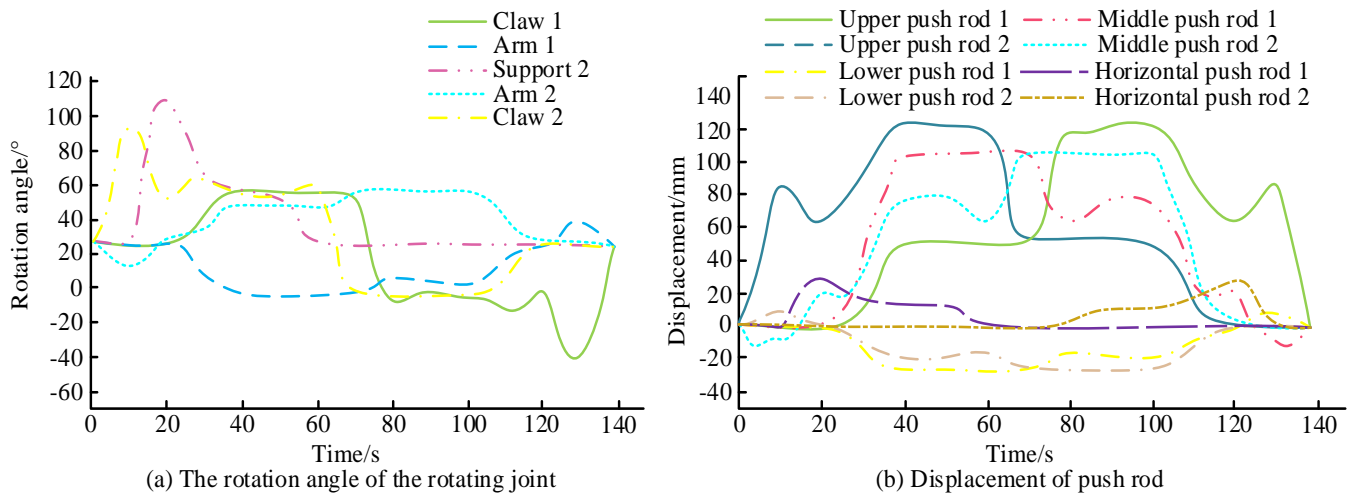 Claw 1
Arm 1
Support 2
Arm 2
Claw 2
Rotation angle/°
120
100
80
60
40
20
0
-20
-40
-60
0 20 40 60 80 100 120 140
Time/s
(a) The rotation angle of the rotating joint
Upper push rod 1 Middle push rod 1
Upper push rod 2 Middle push rod 2
Lower push rod 1 Horizontal push rod 1
Lower push rod 2 Horizontal push rod 2
Displacement/mm
140
120
100
80
60
40
20
0
-20
-40
0 20 40 60 80 100 120 140
Time/s
(b) Displacement of push rod